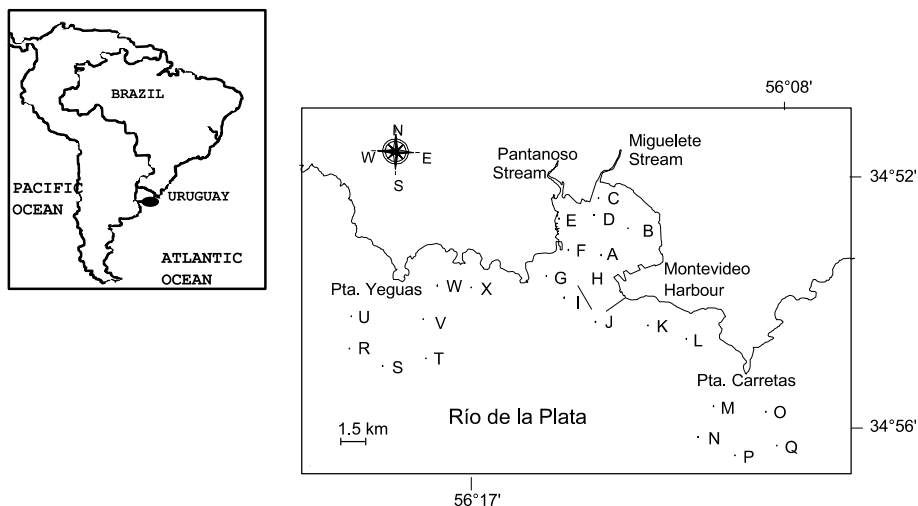 BRAZIL
PACIFIC
OCEAN
URUGUAY
ATLANTIC
OCEAN
56°08'
N
W E
S
Miguelete
Stream
Pantanoso
Stream
34°52'
C
D
E
B
F
A
G
H
Montevideo
Harbour
I
Pta. Yeguas
W
X
U
V
J
K
L
R
S
T
Pta. Carretas
M
O
N
Q
P
Río de la Plata
1.5 km
34°56'
56°17'